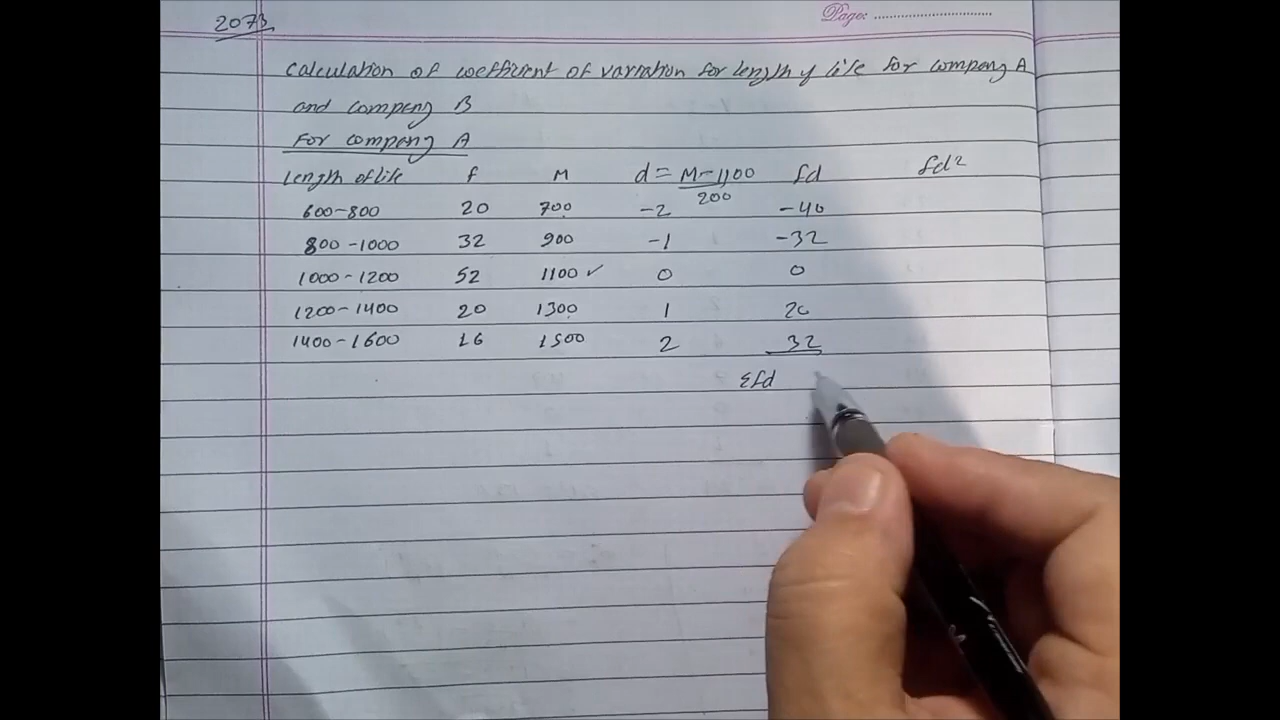 Page: ........................
2073
Calculation of coefficient of variation for length of life for company A
and company B
For company A
Length of life f M d = M-1100/200 fd fd²
600-800 20 700 -2 -40
800-1000 32 900 -1 -32
1000-1200 52 1100 ✓ 0 0
1200-1400 20 1300 1 20
1400-1600 16 1500 2 32
Σfd